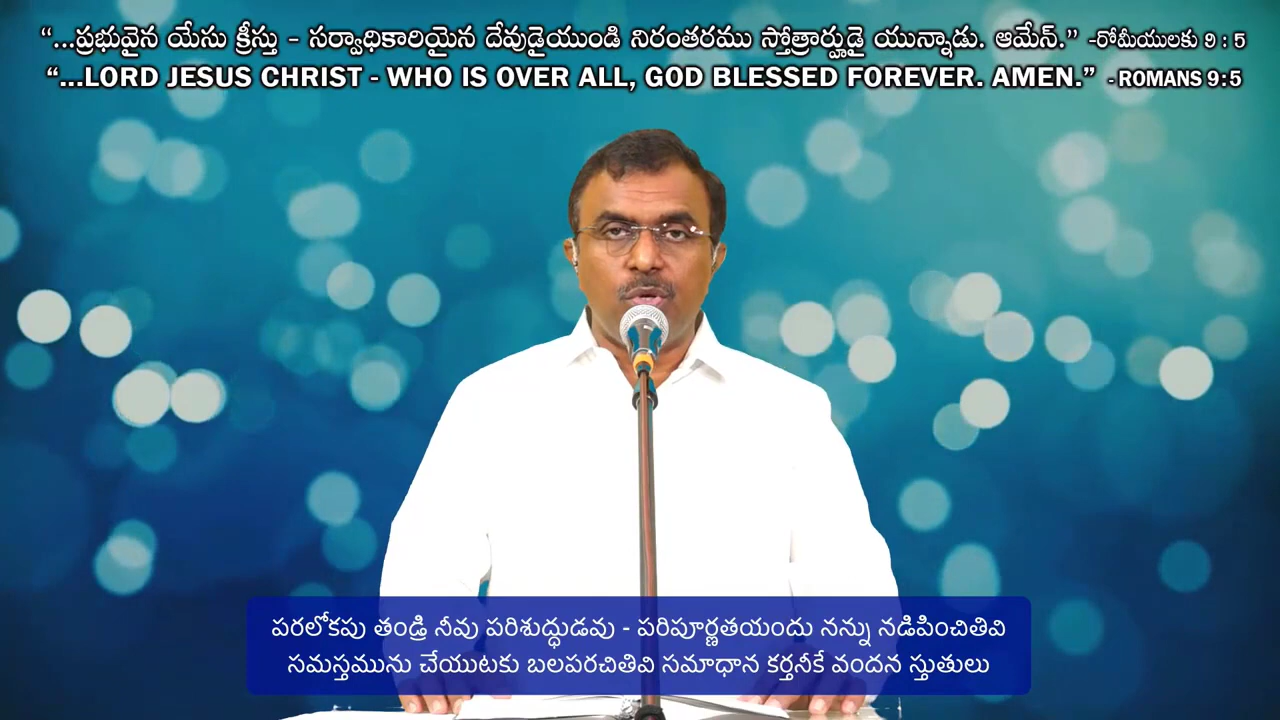 “...ప్రభువైన యేసు క్రీస్తు - సర్వాధికారియైన దేవుడైయుండి నిరంతరము స్తోత్రార్హుడై యున్నాడు. ఆమేన్.” -రోమీయులకు 9 : 5
“...LORD JESUS CHRIST - WHO IS OVER ALL, GOD BLESSED FOREVER. AMEN.” - ROMANS 9:5
పరలోకపు తండ్రి నీవు పరిశుద్ధుడవు - పరిపూర్ణతయందు నన్ను నడిపించితివి
సమస్తమును చేయుటకు బలపరచితివి సమాధాన కర్తనీకే వందన స్తుతులు